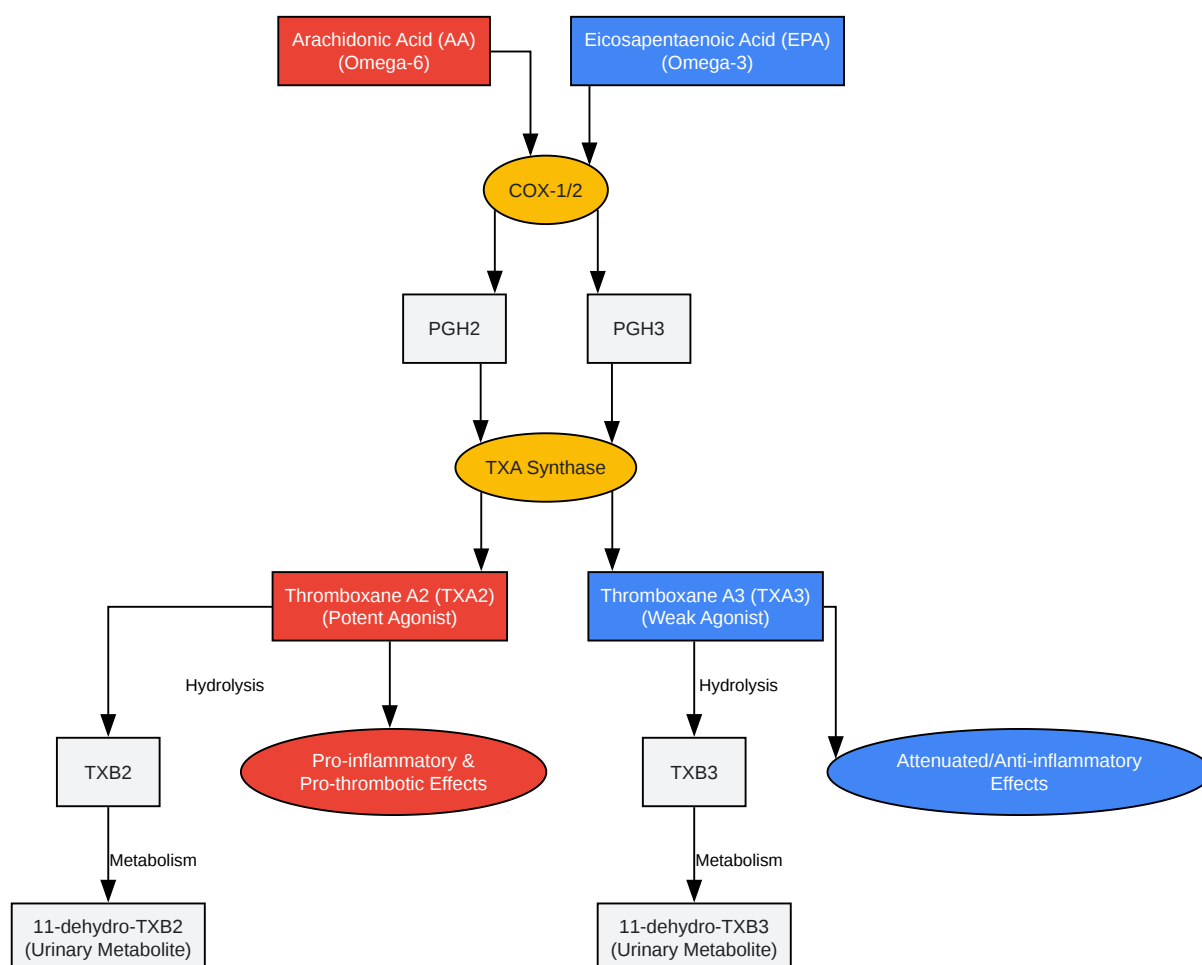 Arachidonic Acid (AA)
(Omega-6)
Eicosapentaenoic Acid (EPA)
(Omega-3)
COX-1/2
PGH2
PGH3
TXA Synthase
Thromboxane A2 (TXA2)
(Potent Agonist)
Thromboxane A3 (TXA3)
(Weak Agonist)
Hydrolysis
Hydrolysis
TXB2
Pro-inflammatory &
Pro-thrombotic Effects
TXB3
Attenuated/Anti-inflammatory
Effects
Metabolism
Metabolism
11-dehydro-TXB2
(Urinary Metabolite)
11-dehydro-TXB3
(Urinary Metabolite)